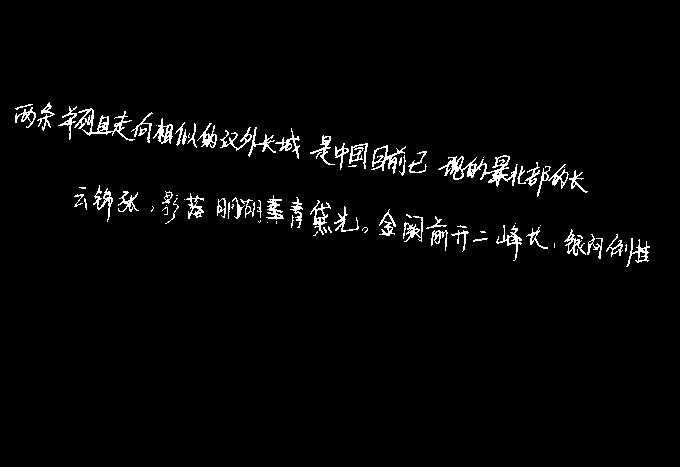 两条并列且走向相似的汉外长城 是中国目前已 现的最北部的长
云锦张，影落明湖青黛光。金阙前开二峰长，银河倒挂